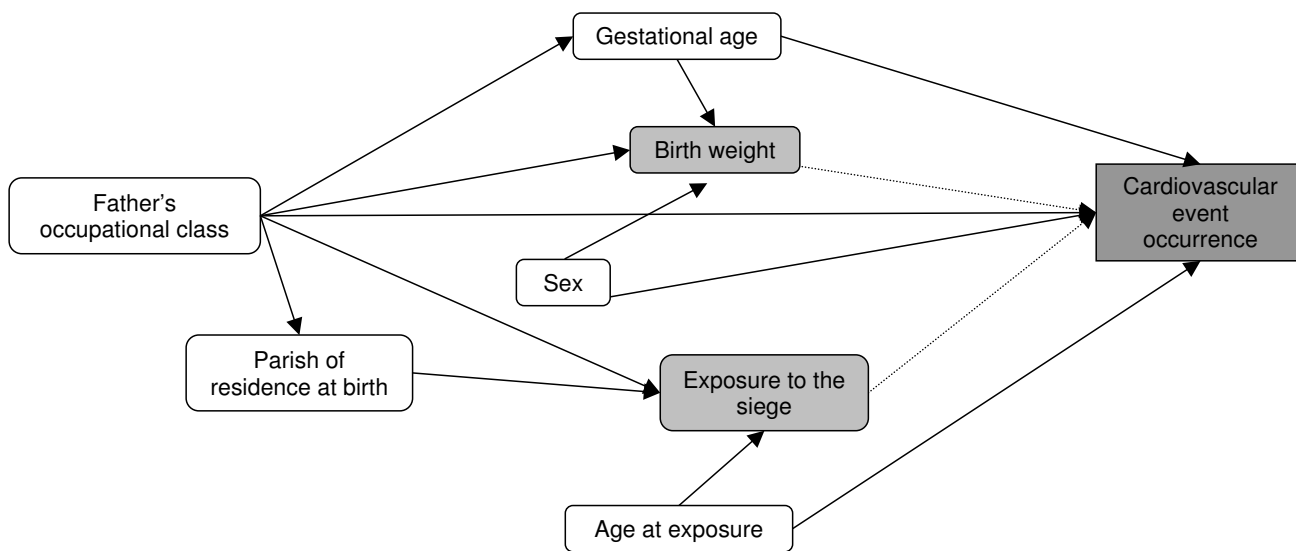 Gestational age
Birth weight
Cardiovascular
event
occurrence
Father’s
occupational class
Sex
Parish of
residence at birth
Exposure to the
siege
Age at exposure